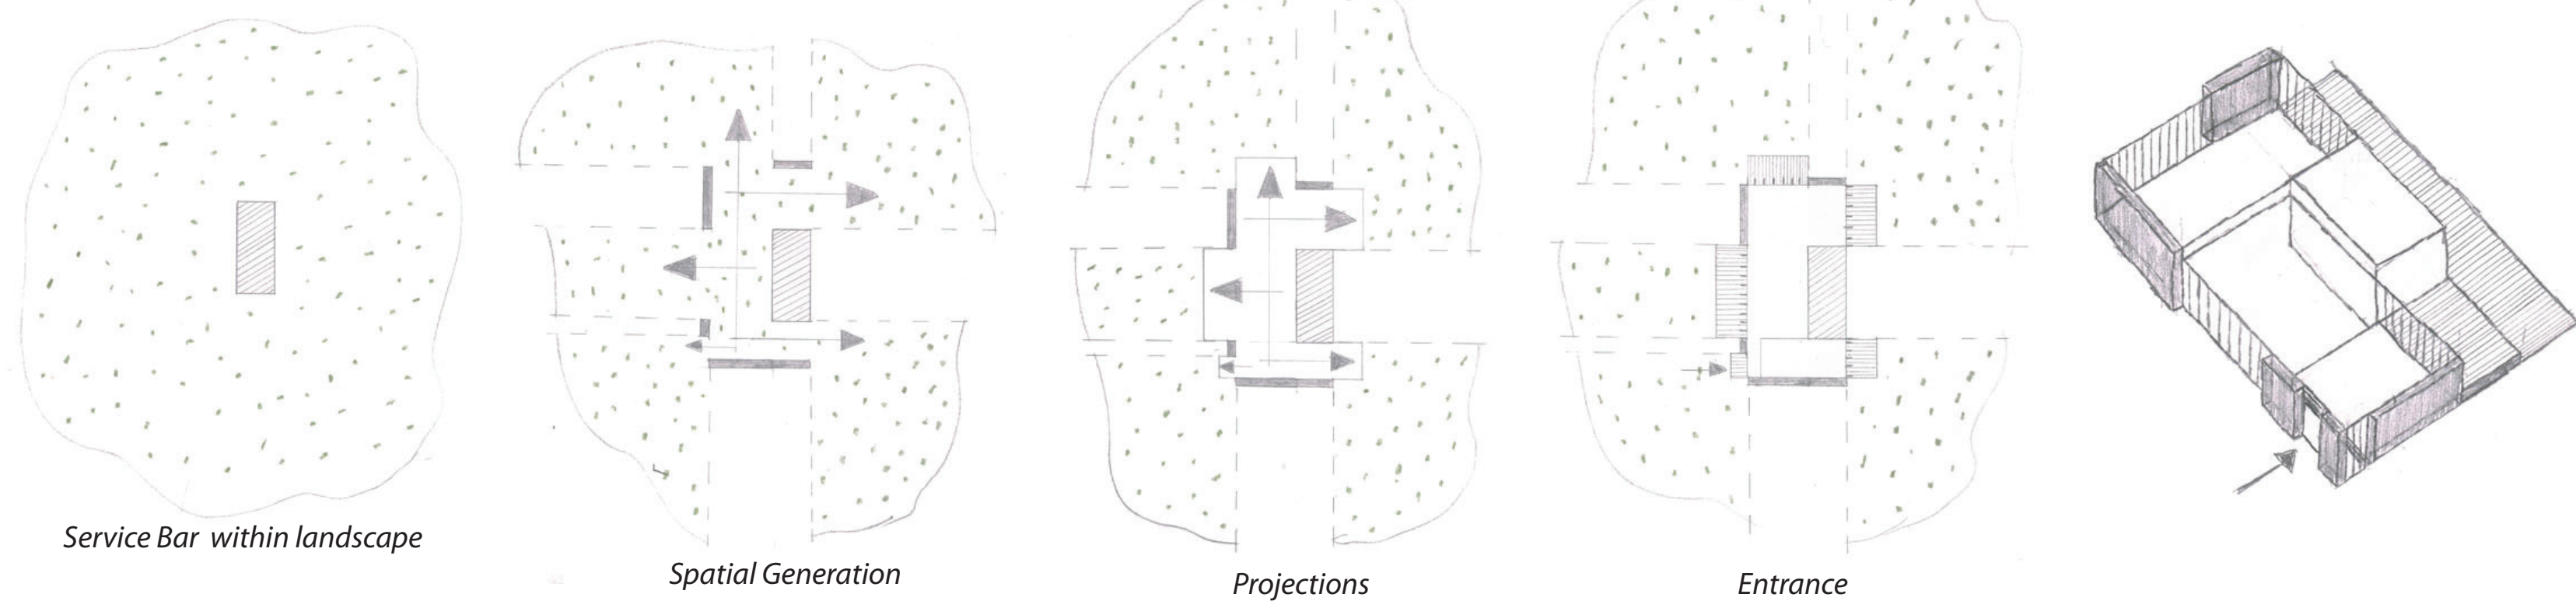 Service Bar within landscape
Spatial Generation
Projections
Entrance